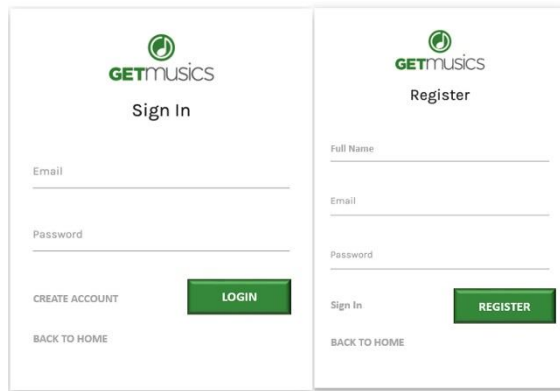 GETMUSICS
Sign In
Email
Password
CREATE ACCOUNT
LOGIN
BACK TO HOME
GETMUSICS
Register
Full Name
Email
Password
Sign In
REGISTER
BACK TO HOME